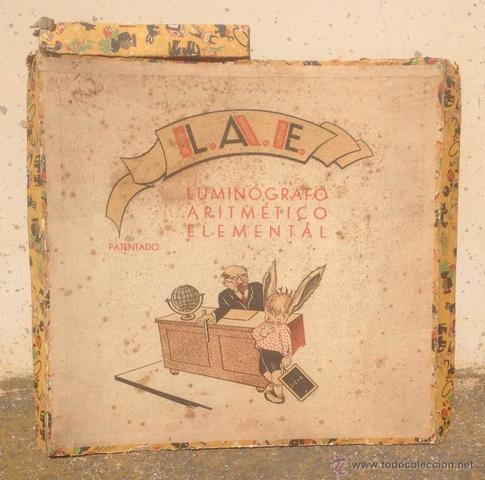 L.A.E.
LUMINÓGRAFO
ARITMÉTICO
ELEMENTAL
PATENTADO
www.todocoleccion.net